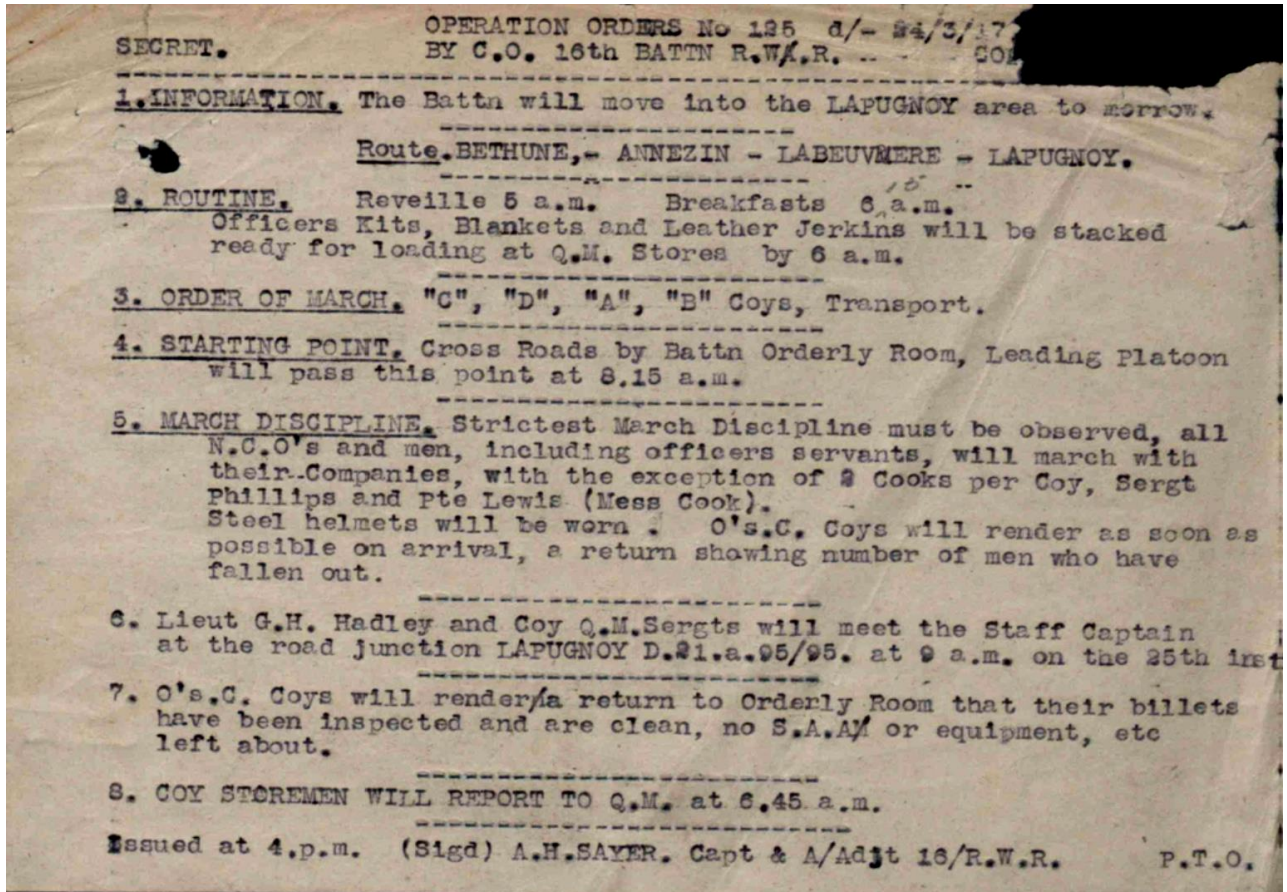 OPERATION ORDERS No 125 d/- 24/3/17
SECRET. BY C.O. 16th BATTN R.W.R.
1. INFORMATION. The Battn will move into the LAPUGNOY area to morrow.
Route. BETHUNE,- ANNEZIN - LABEUVRERE - LAPUGNOY.
2. ROUTINE. Reveille 5 a.m. Breakfasts 6 15 a.m.
Officers Kits, Blankets and Leather Jerkins will be stacked
ready for loading at Q.M. Stores by 6 a.m.
3. ORDER OF MARCH. "C", "D", "A", "B" Coys, Transport.
4. STARTING POINT. Cross Roads by Battn Orderly Room, Leading Platoon
will pass this point at 8.15 a.m.
5. MARCH DISCIPLINE. Strictest March Discipline must be observed, all
N.C.O's and men, including officers servants, will march with
their Companies, with the exception of 2 Cooks per Coy, Sergt
Phillips and Pte Lewis (Mess Cook).
Steel helmets will be worn . O's.C. Coys will render as soon as
possible on arrival, a return showing number of men who have
fallen out.
6. Lieut G.H. Hadley and Coy Q.M.Sergts will meet the Staff Captain
at the road junction LAPUGNOY D.21.a.95/95. at 9 a.m. on the 25th inst
7. O's.C. Coys will render/a return to Orderly Room that their billets
have been inspected and are clean, no S.A.A. or equipment, etc
left about.
8. COY STOREMEN WILL REPORT TO Q.M. at 6.45 a.m.
Issued at 4.p.m. (Sigd) A.H.SAYER. Capt & A/Adjt 16/R.W.R. P.T.O.